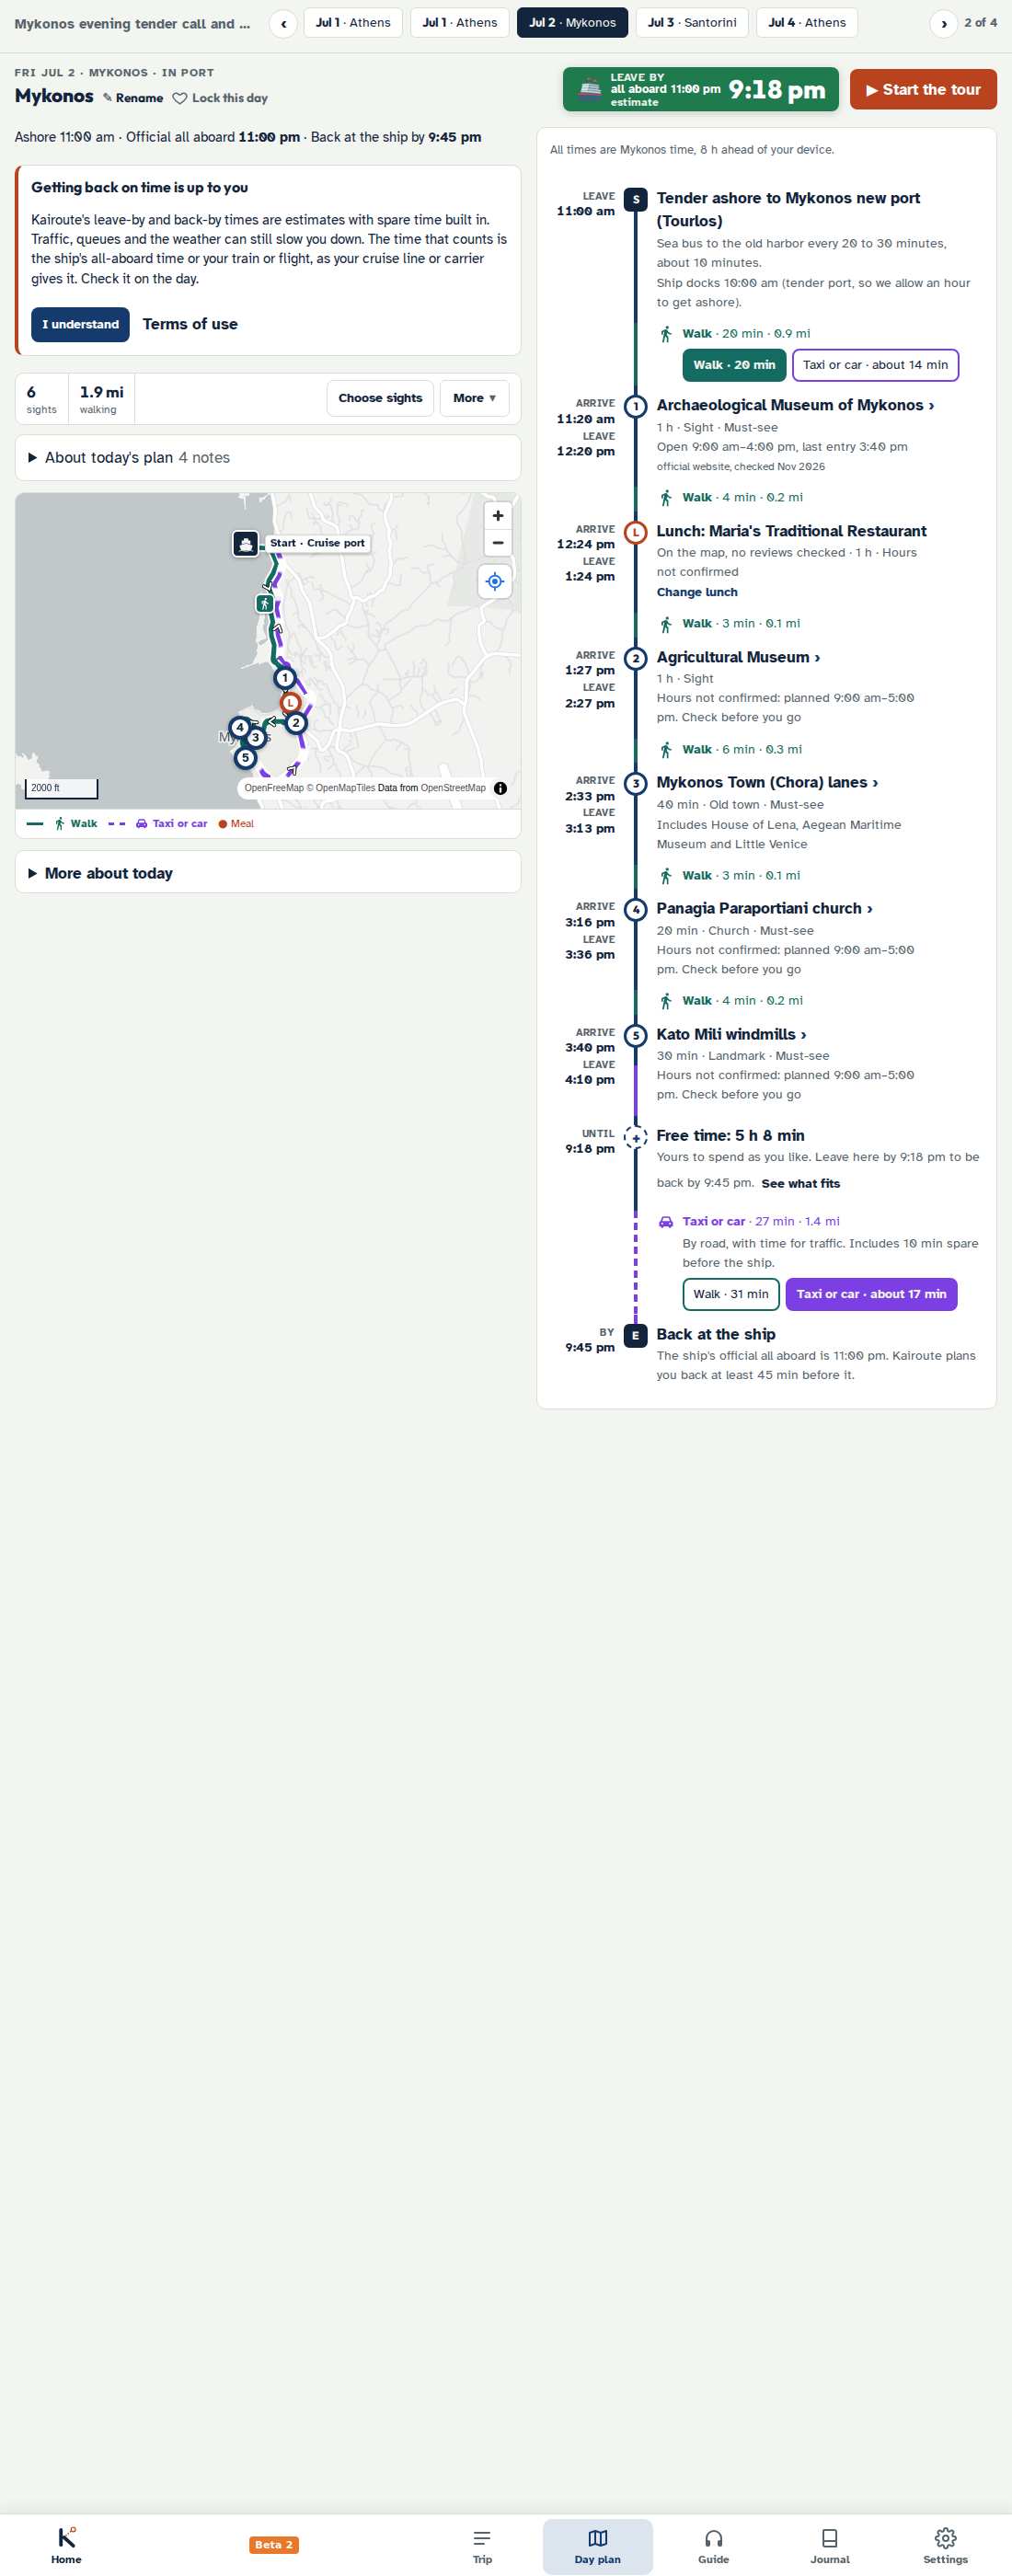 Mykonos evening tender call and ...
‹
Jul 1 · Athens
Jul 1 · Athens
Jul 2 · Mykonos
Jul 3 · Santorini
Jul 4 · Athens
›
2 of 4
FRI JUL 2 · MYKONOS · IN PORT
Mykonos ✎ Rename Lock this day
LEAVE BY
all aboard 11:00 pm
estimate
9:18 pm
▶ Start the tour
Ashore 11:00 am · Official all aboard 11:00 pm · Back at the ship by 9:45 pm
Getting back on time is up to you
Kairoute's leave-by and back-by times are estimates with spare time built in.
Traffic, queues and the weather can still slow you down. The time that counts is
the ship's all-aboard time or your train or flight, as your cruise line or carrier
gives it. Check it on the day.
I understand
Terms of use
6
sights
1.9 mi
walking
Choose sights
More ▼
▶ About today's plan 4 notes
Start · Cruise port
+
−
1
L
2
3
4
5
2000 ft
OpenFreeMap © OpenMapTiles Data from OpenStreetMap
Walk
Taxi or car
Meal
▶ More about today
All times are Mykonos time, 8 h ahead of your device.
LEAVE
11:00 am
S
Tender ashore to Mykonos new port
(Tourlos)
Sea bus to the old harbor every 20 to 30 minutes,
about 10 minutes.
Ship docks 10:00 am (tender port, so we allow an hour
to get ashore).
Walk · 20 min · 0.9 mi
Walk · 20 min
Taxi or car · about 14 min
ARRIVE
11:20 am
LEAVE
12:20 pm
1
Archaeological Museum of Mykonos ›
1 h · Sight · Must-see
Open 9:00 am–4:00 pm, last entry 3:40 pm
official website, checked Nov 2026
Walk · 4 min · 0.2 mi
ARRIVE
12:24 pm
LEAVE
1:24 pm
L
Lunch: Maria's Traditional Restaurant
On the map, no reviews checked · 1 h · Hours
not confirmed
Change lunch
Walk · 3 min · 0.1 mi
ARRIVE
1:27 pm
LEAVE
2:27 pm
2
Agricultural Museum ›
1 h · Sight
Hours not confirmed: planned 9:00 am–5:00
pm. Check before you go
Walk · 6 min · 0.3 mi
ARRIVE
2:33 pm
LEAVE
3:13 pm
3
Mykonos Town (Chora) lanes ›
40 min · Old town · Must-see
Includes House of Lena, Aegean Maritime
Museum and Little Venice
Walk · 3 min · 0.1 mi
ARRIVE
3:16 pm
LEAVE
3:36 pm
4
Panagia Paraportiani church ›
20 min · Church · Must-see
Hours not confirmed: planned 9:00 am–5:00
pm. Check before you go
Walk · 4 min · 0.2 mi
ARRIVE
3:40 pm
LEAVE
4:10 pm
5
Kato Mili windmills ›
30 min · Landmark · Must-see
Hours not confirmed: planned 9:00 am–5:00
pm. Check before you go
UNTIL
9:18 pm
+
Free time: 5 h 8 min
Yours to spend as you like. Leave here by 9:18 pm to be
back by 9:45 pm. See what fits
Taxi or car · 27 min · 1.4 mi
By road, with time for traffic. Includes 10 min spare
before the ship.
Walk · 31 min
Taxi or car · about 17 min
BY
9:45 pm
E
Back at the ship
The ship's official all aboard is 11:00 pm. Kairoute plans
you back at least 45 min before it.
Home
Beta 2
Trip
Day plan
Guide
Journal
Settings